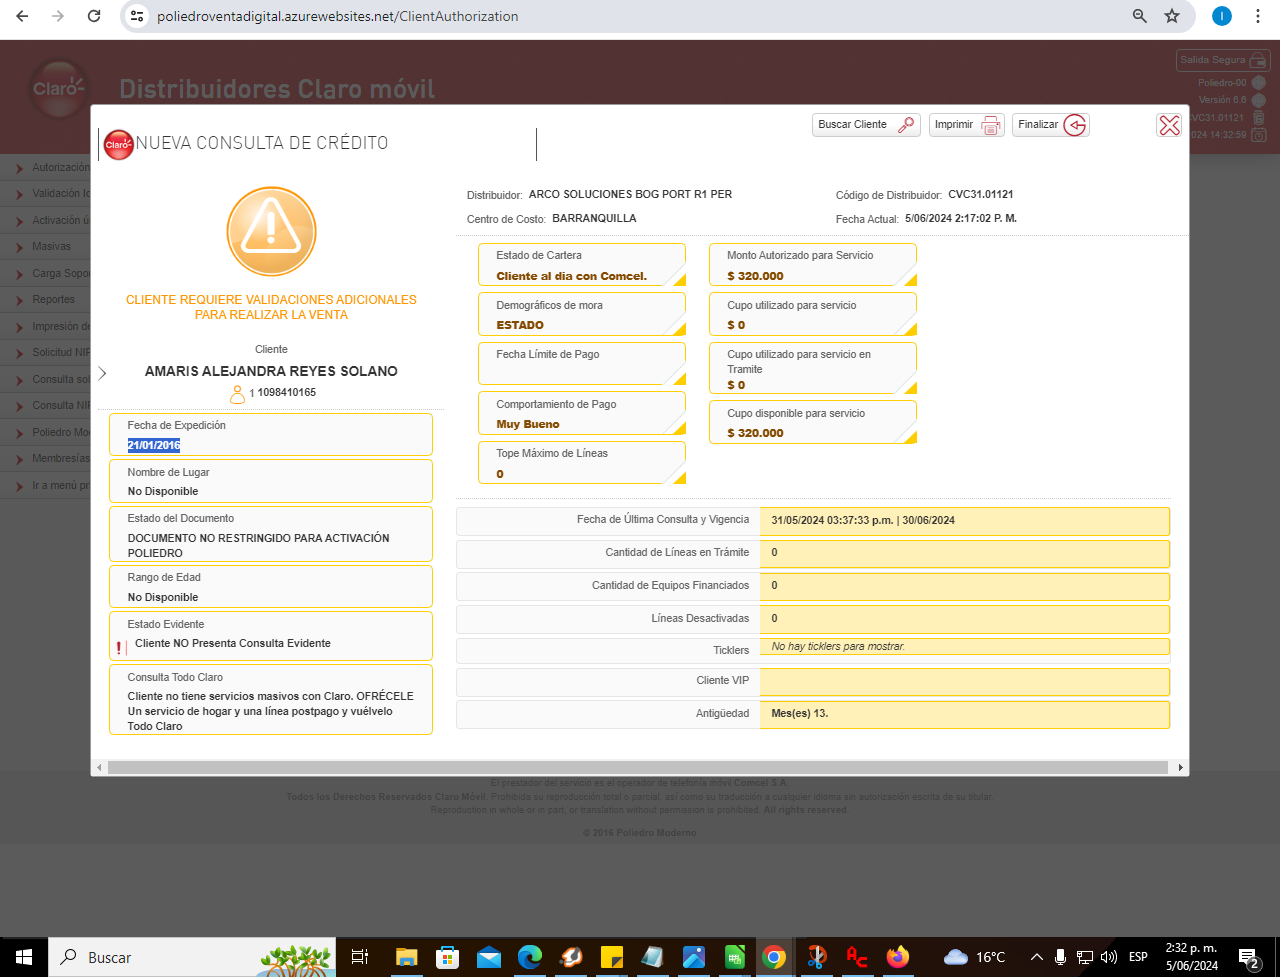 poliedroventadigital.azurewebsites.net/ClientAuthorization
I
Claro-
Distribuidores Claro móvil
Salida Segura
Poliedro-00
Versión 6.6
CVC31.01121
2024 14:32:59
Claro-
NUEVA CONSULTA DE CRÉDITO
Buscar Cliente
Imprimir
Finalizar
Autorización
Validación
Activación
Masivas
Carga
Reportes
Impresión de
Solicitud NIP
Consulta
Consulta NIP
Poliedro
Membresías
Ir a menú
CLIENTE REQUIERE VALIDACIONES ADICIONALES
PARA REALIZAR LA VENTA
Cliente
AMARIS ALEJANDRA REYES SOLANO
1 1098410165
Fecha de Expedición
21/01/2016
Nombre de Lugar
No Disponible
Estado del Documento
DOCUMENTO NO RESTRINGIDO PARA ACTIVACIÓN
POLIEDRO
Rango de Edad
No Disponible
Estado Evidente
Cliente NO Presenta Consulta Evidente
Consulta Todo Claro
Cliente no tiene servicios masivos con Claro. OFRÉCELE
Un servicio de hogar y una línea postpago y vuélvelo
Todo Claro
Distribuidor: ARCO SOLUCIONES BOG PORT R1 PER
Código de Distribuidor: CVC31.01121
Centro de Costo: BARRANQUILLA
Fecha Actual: 5/06/2024 2:17:02 P. M.
Estado de Cartera
Cliente al dia con Comcel.
Demográficos de mora
ESTADO
Fecha Límite de Pago
Comportamiento de Pago
Muy Bueno
Tope Máximo de Líneas
0
Monto Autorizado para Servicio
$ 320.000
Cupo utilizado para servicio
$ 0
Cupo utilizado para servicio en
Tramite
$ 0
Cupo disponible para servicio
$ 320.000
Fecha de Última Consulta y Vigencia 31/05/2024 03:37:33 p.m. | 30/06/2024
Cantidad de Líneas en Trámite 0
Cantidad de Equipos Financiados 0
Líneas Desactivadas 0
Ticklers No hay ticklers para mostrar.
Cliente VIP
Antigüedad Mes(es) 13.
El prestador del servicio es el operador de telefonía móvil Comcel S.A.
Todos los Derechos Reservados Claro Móvil. Prohibida su reproducción total o parcial, así como su traducción a cualquier idioma sin autorización escrita de su titular.
Reproduction in whole or in part, or translation without permission is prohibited. All rights reserved.
© 2016 Poliedro Moderno
Buscar
16°C
ESP
2:32 p. m.
5/06/2024
2